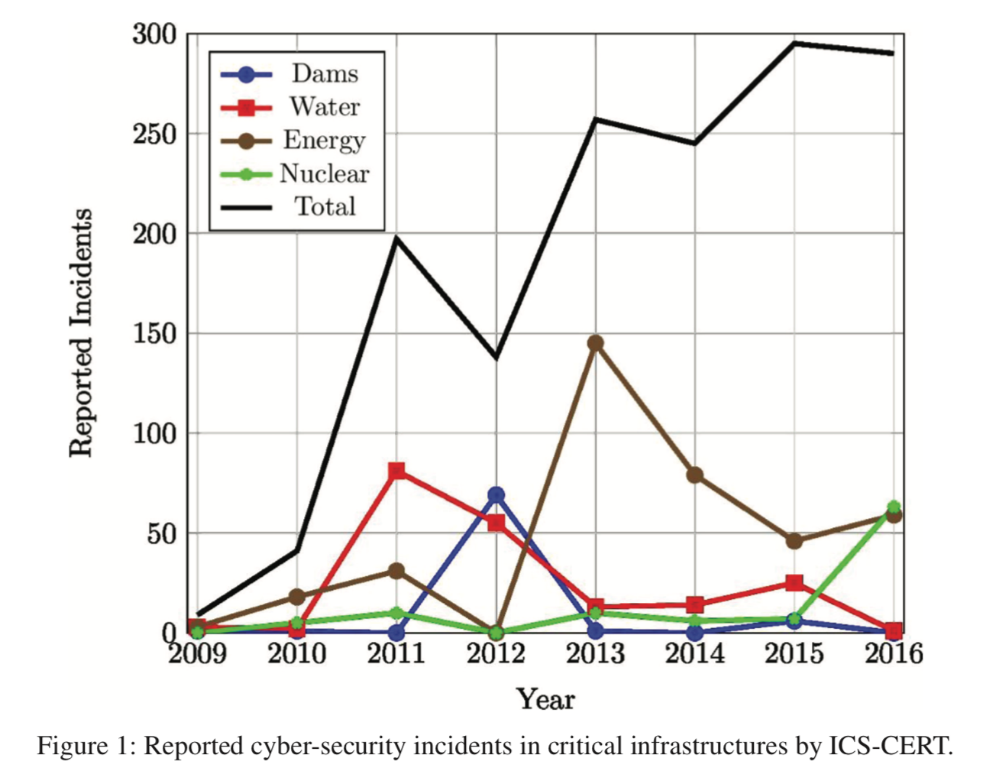 300
250
200
150
100
50
0
Reported Incidents
Dams
Water
Energy
Nuclear
Total
2009 2010 2011 2012 2013 2014 2015 2016
Year
Figure 1: Reported cyber-security incidents in critical infrastructures by ICS-CERT.